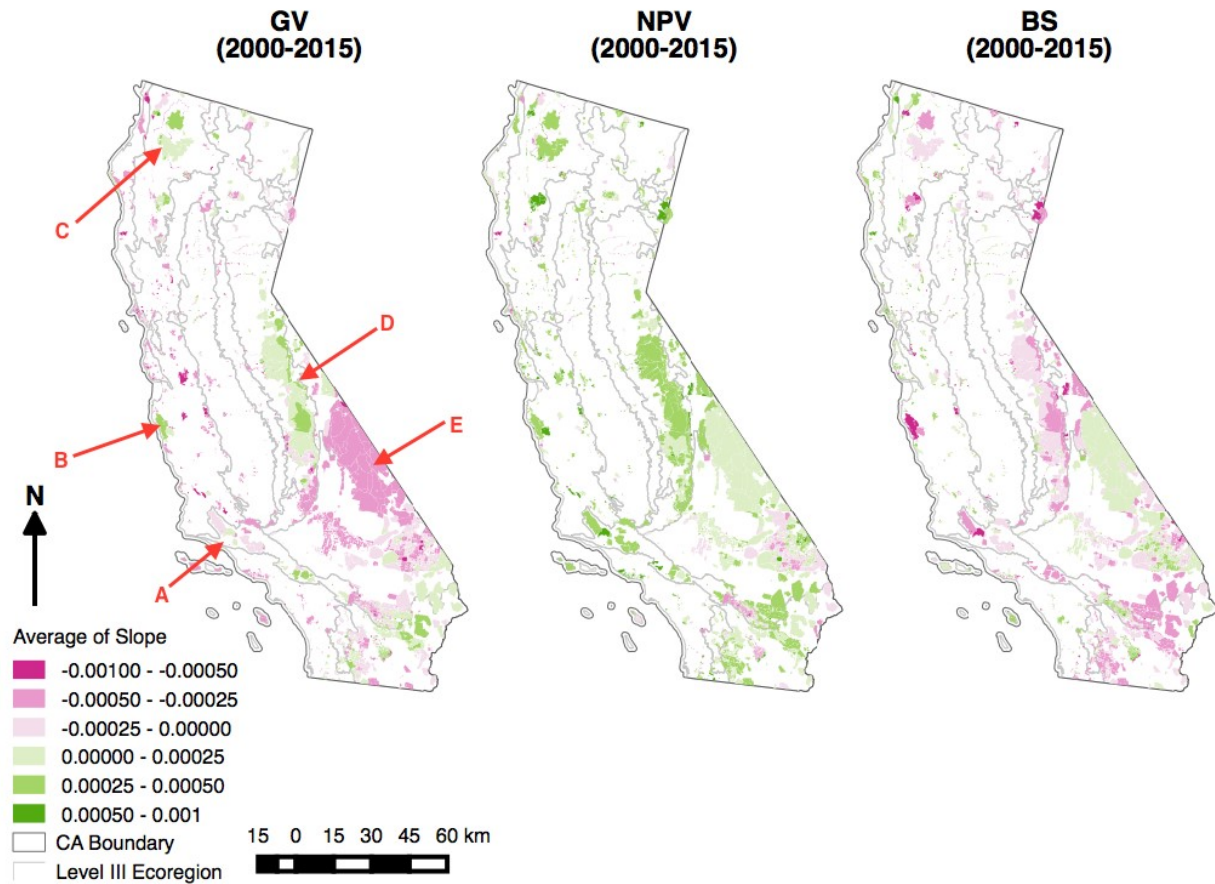 GV
(2000-2015)
NPV
(2000-2015)
BS
(2000-2015)
C
D
B
E
N
A
Average of Slope
-0.00100 - -0.00050
-0.00050 - -0.00025
-0.00025 - 0.00000
0.00000 - 0.00025
0.00025 - 0.00050
0.00050 - 0.001
CA Boundary
Level III Ecoregion
15 0 15 30 45 60 km